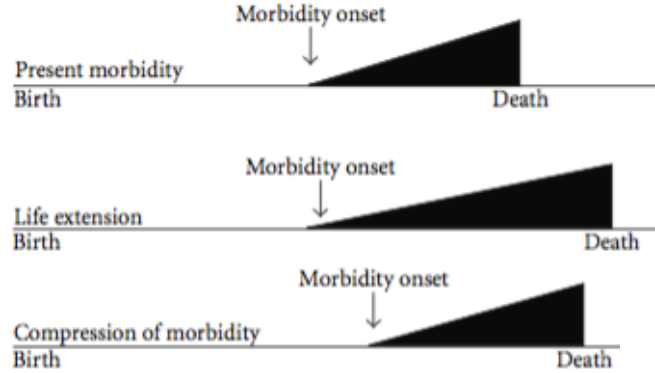 Morbidity onset
Present morbidity
Birth Death
Morbidity onset
Life extension
Birth Death
Morbidity onset
Compression of morbidity
Birth Death